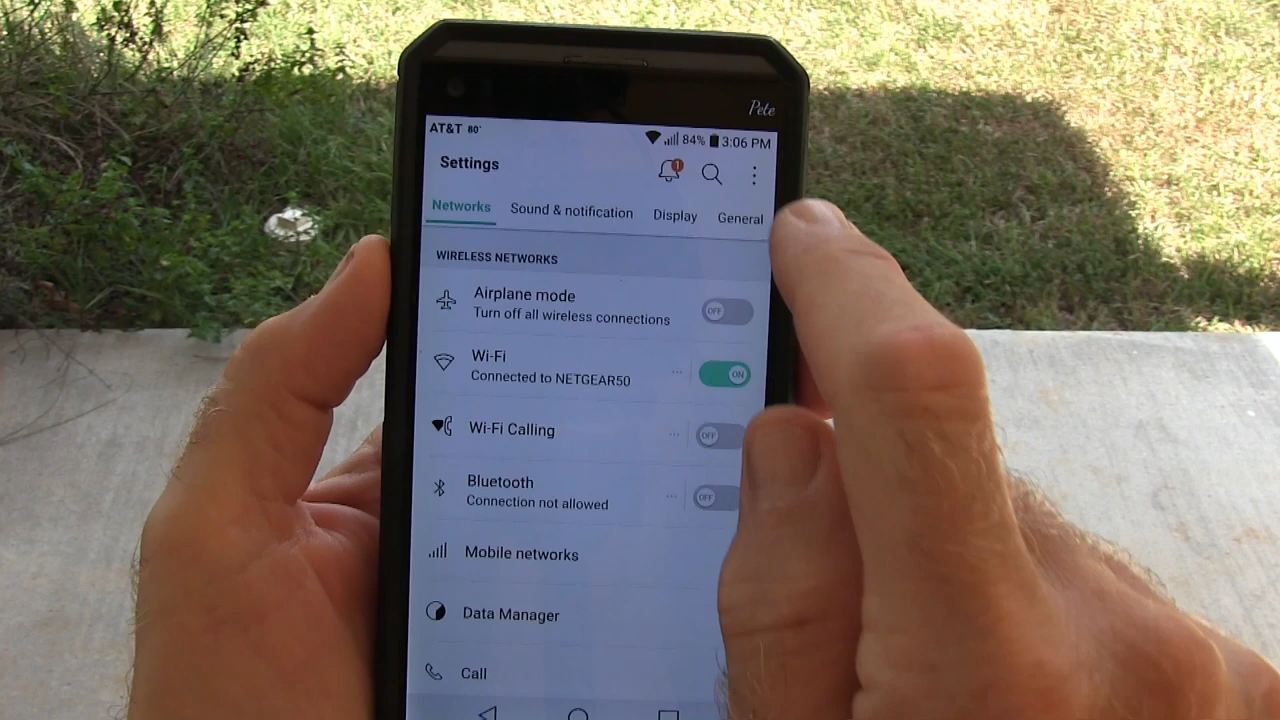 Pete
AT&T 80° 84% 3:06 PM
Settings 1
Networks Sound & notification Display General
WIRELESS NETWORKS
Airplane mode
Turn off all wireless connections OFF
Wi-Fi
Connected to NETGEAR50 ON
Wi-Fi Calling OFF
Bluetooth
Connection not allowed OFF
Mobile networks
Data Manager
Call